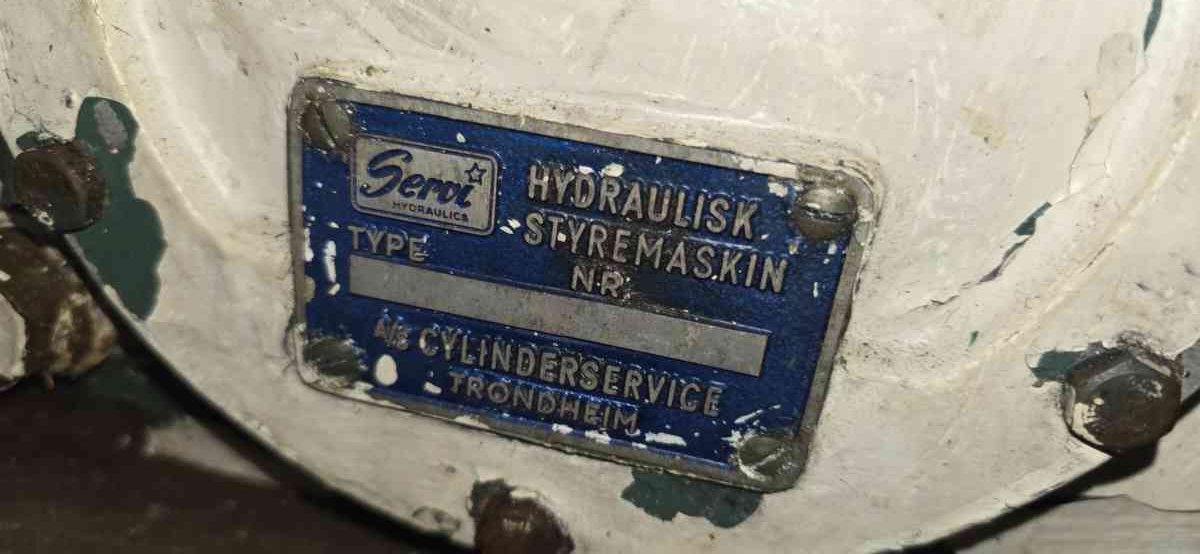 Servi
HYDRAULICS
HYDRAULISK
STYREMASKIN
TYPE
NR.
A/S CYLINDERSERVICE
TRONDHEIM